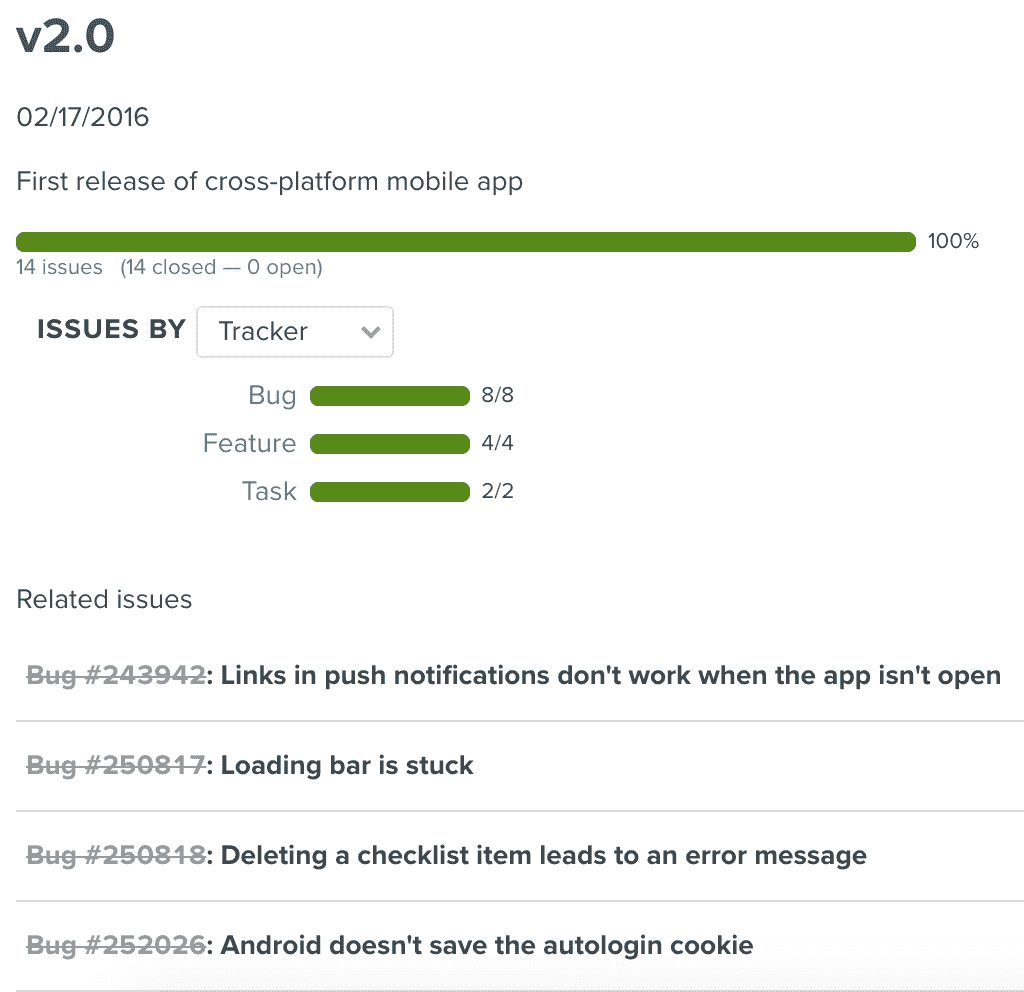 v2.0
02/17/2016
First release of cross-platform mobile app
100%
14 issues (14 closed — 0 open)
ISSUES BY Tracker
Bug 8/8
Feature 4/4
Task 2/2
Related issues
Bug #243942: Links in push notifications don't work when the app isn't open
Bug #250817: Loading bar is stuck
Bug #250818: Deleting a checklist item leads to an error message
Bug #252026: Android doesn't save the autologin cookie